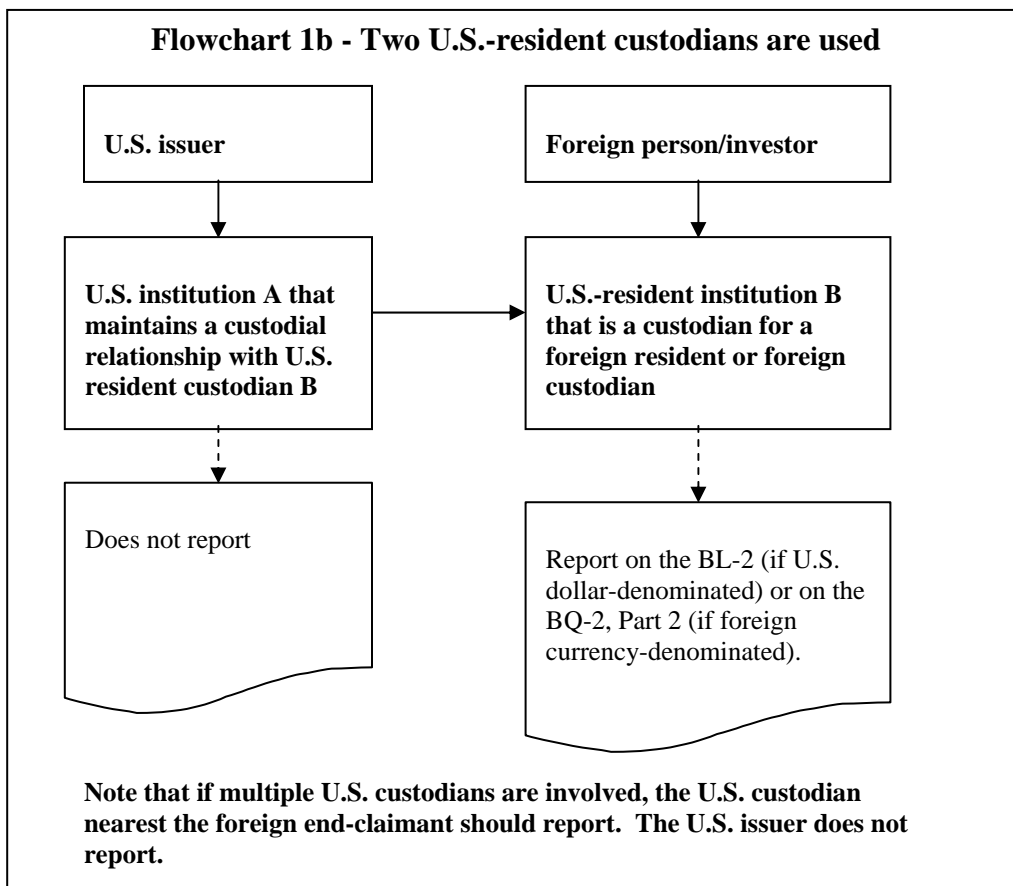 Flowchart 1b - Two U.S.-resident custodians are used
U.S. issuer
Foreign person/investor
U.S. institution A that
maintains a custodial
relationship with U.S.
resident custodian B
U.S.-resident institution B
that is a custodian for a
foreign resident or foreign
custodian
Does not report
Report on the BL-2 (if U.S.
dollar-denominated) or on the
BQ-2, Part 2 (if foreign
currency-denominated).
Note that if multiple U.S. custodians are involved, the U.S. custodian
nearest the foreign end-claimant should report.  The U.S. issuer does not
report.